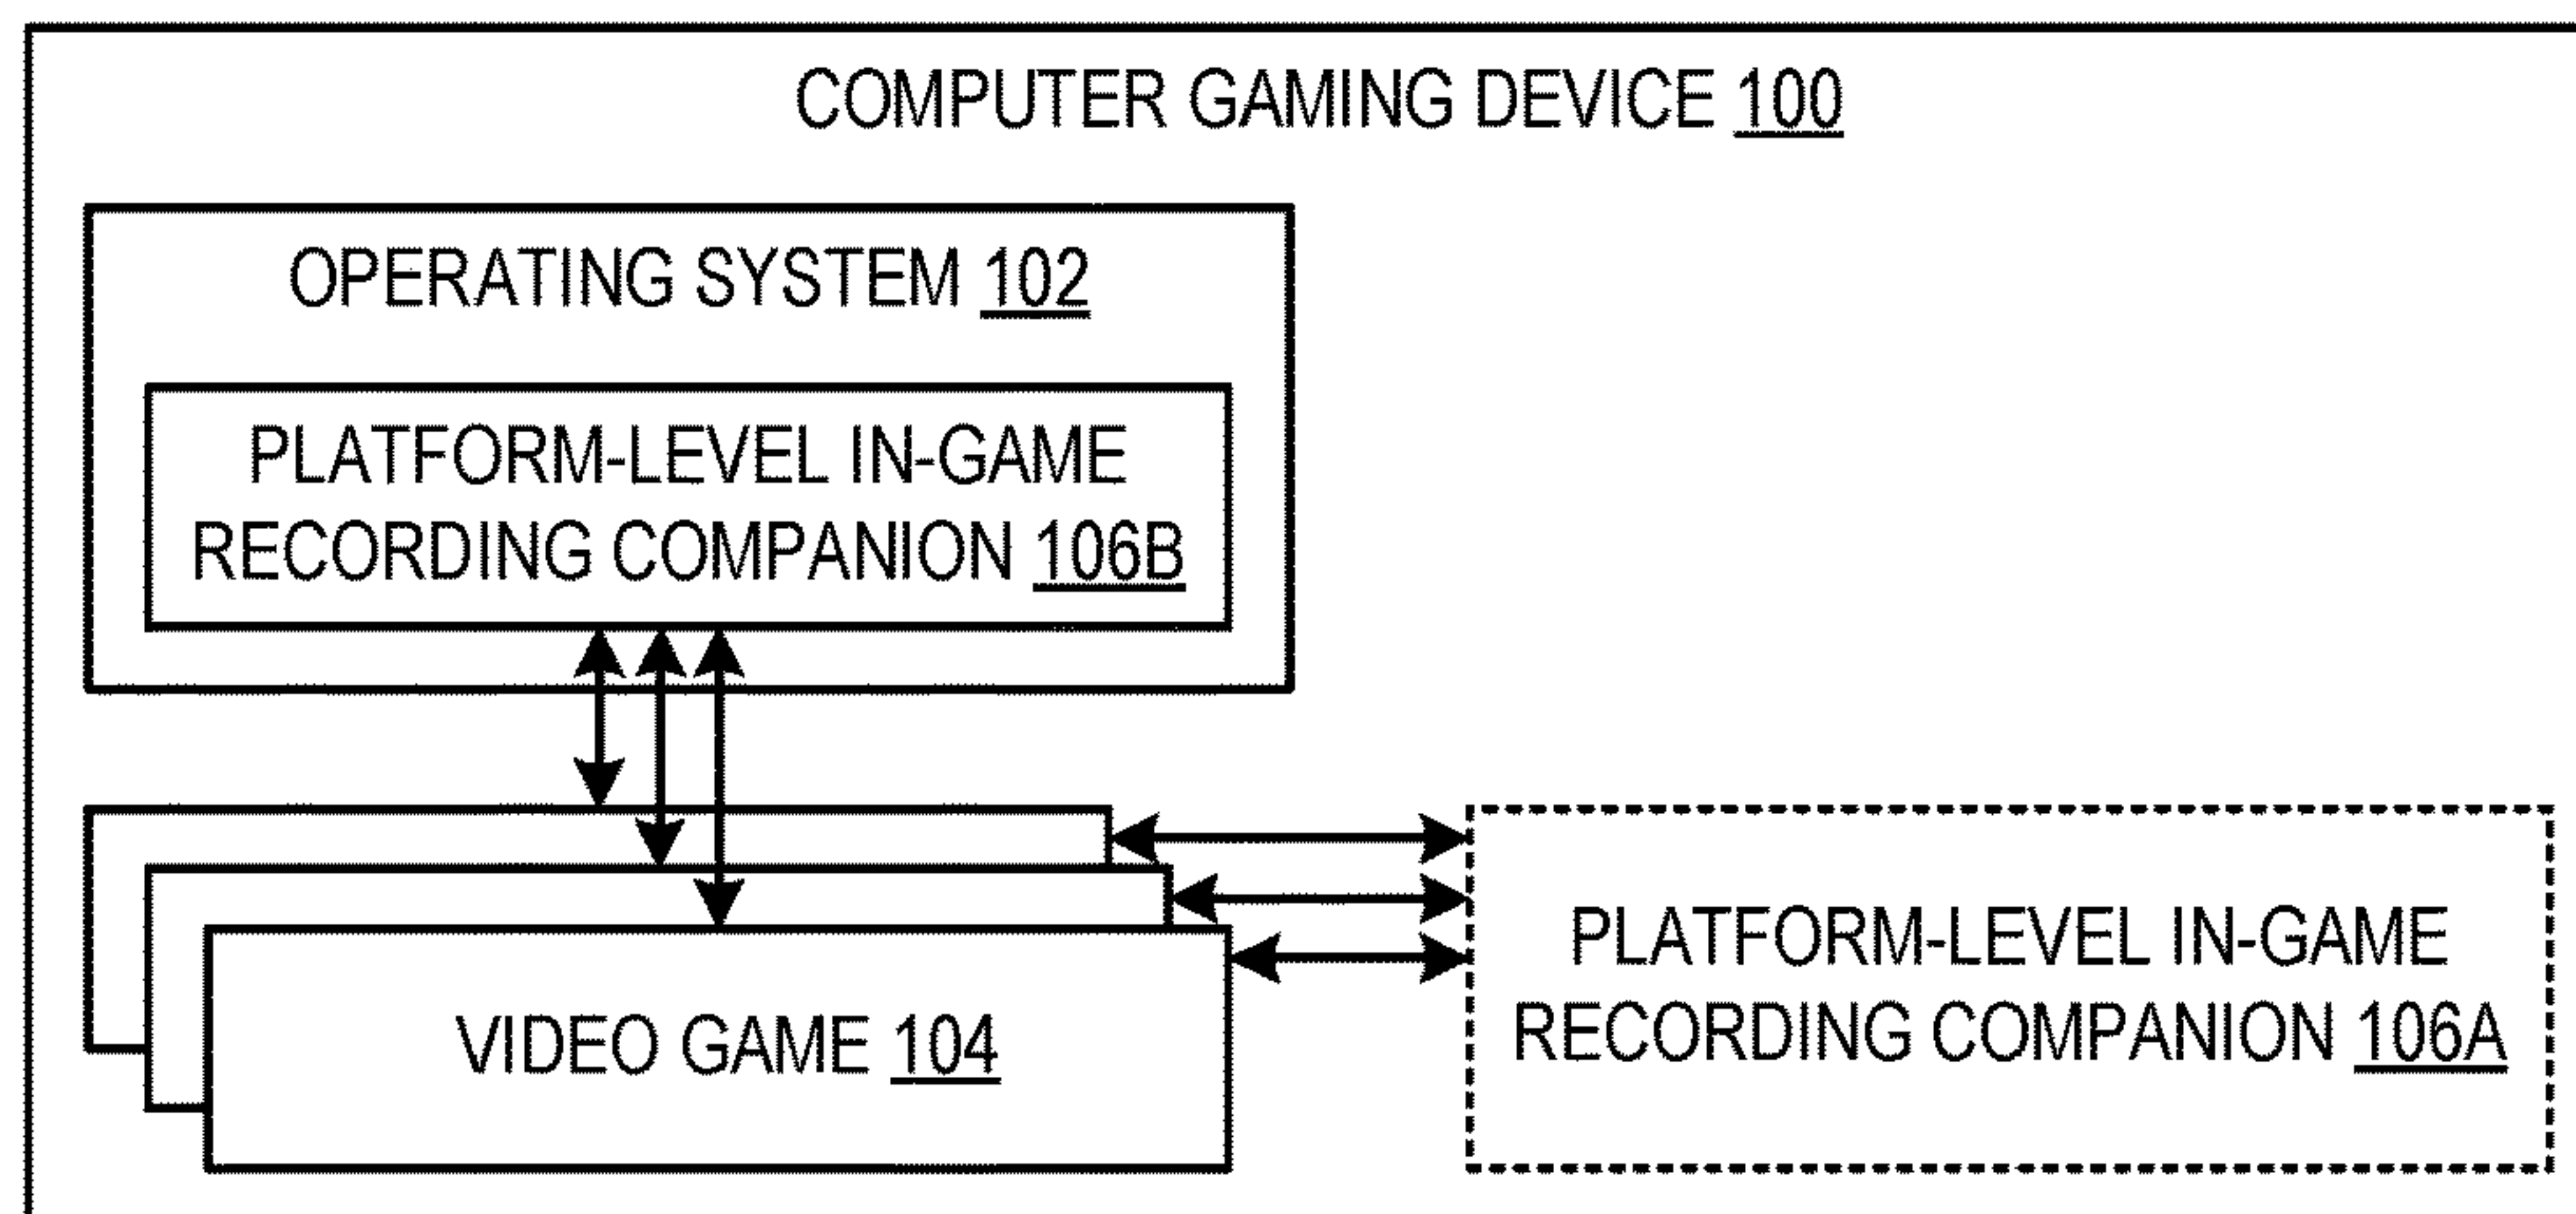 COMPUTER GAMING DEVICE 100
OPERATING SYSTEM 102
PLATFORM-LEVEL IN-GAME
RECORDING COMPANION 106B
VIDEO GAME 104
PLATFORM-LEVEL IN-GAME
RECORDING COMPANION 106A